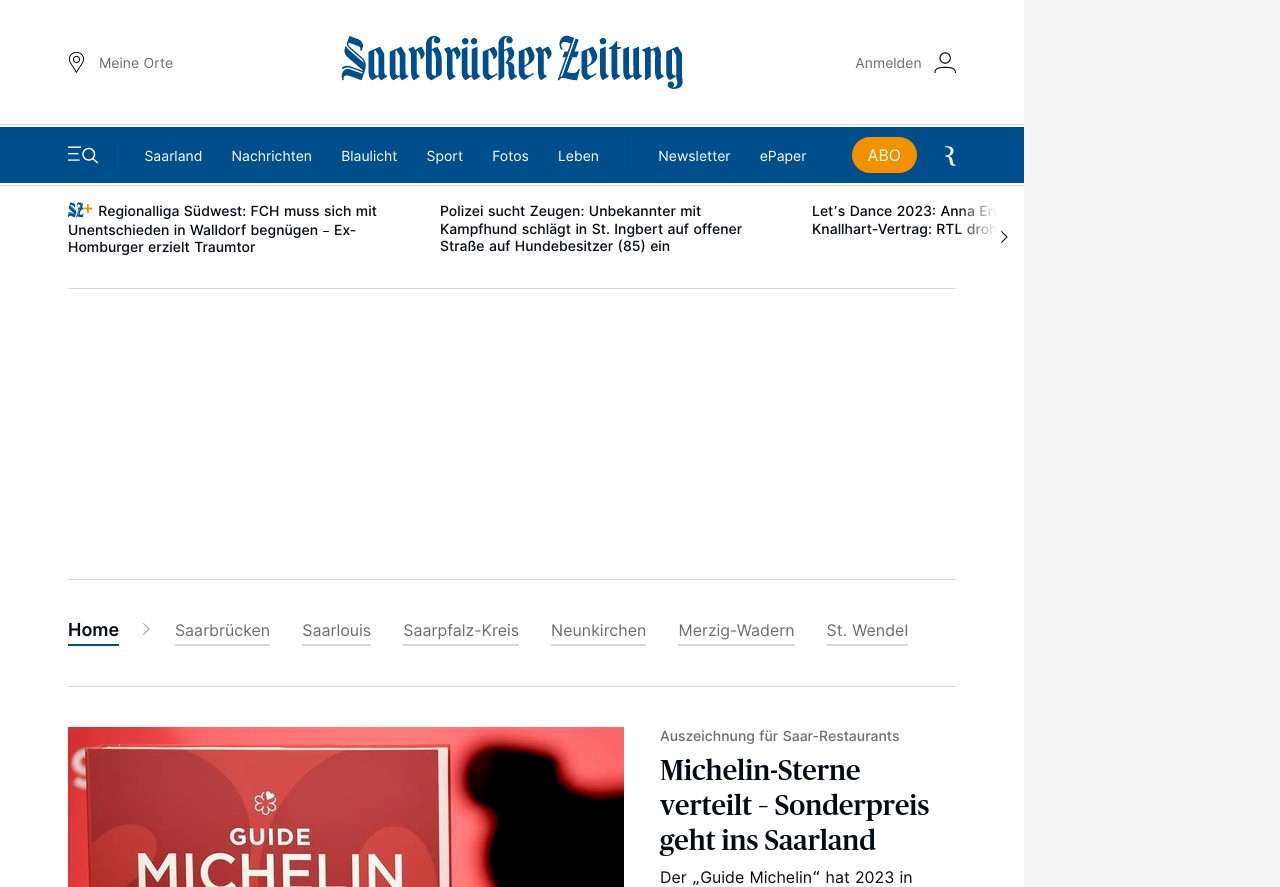 Meine Orte
Saarbrücker Zeitung
Anmelden
Saarland
Nachrichten
Blaulicht
Sport
Fotos
Leben
Newsletter
ePaper
ABO
SZ+ Regionalliga Südwest: FCH muss sich mit
Unentschieden in Walldorf begnügen – Ex-
Homburger erzielt Traumtor
Polizei sucht Zeugen: Unbekannter mit
Kampfhund schlägt in St. Ingbert auf offener
Straße auf Hundebesitzer (85) ein
Let’s Dance 2023: Anna
Knallhart-Vertrag: RTL
Home
Saarbrücken
Saarlouis
Saarpfalz-Kreis
Neunkirchen
Merzig-Wadern
St. Wendel
GUIDE
MICHELIN
Auszeichnung für Saar-Restaurants
Michelin-Sterne
verteilt – Sonderpreis
geht ins Saarland
Der „Guide Michelin“ hat 2023 in